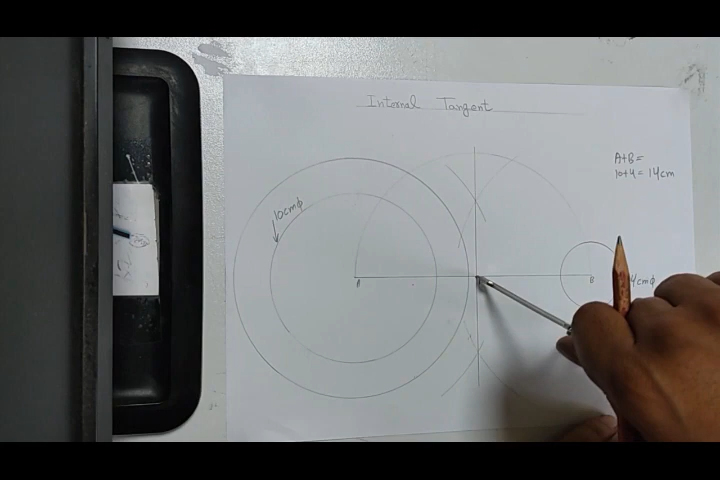 Internal Tangent
A+B=
10+4=14cm
10cmϕ
A
B
4cmϕ